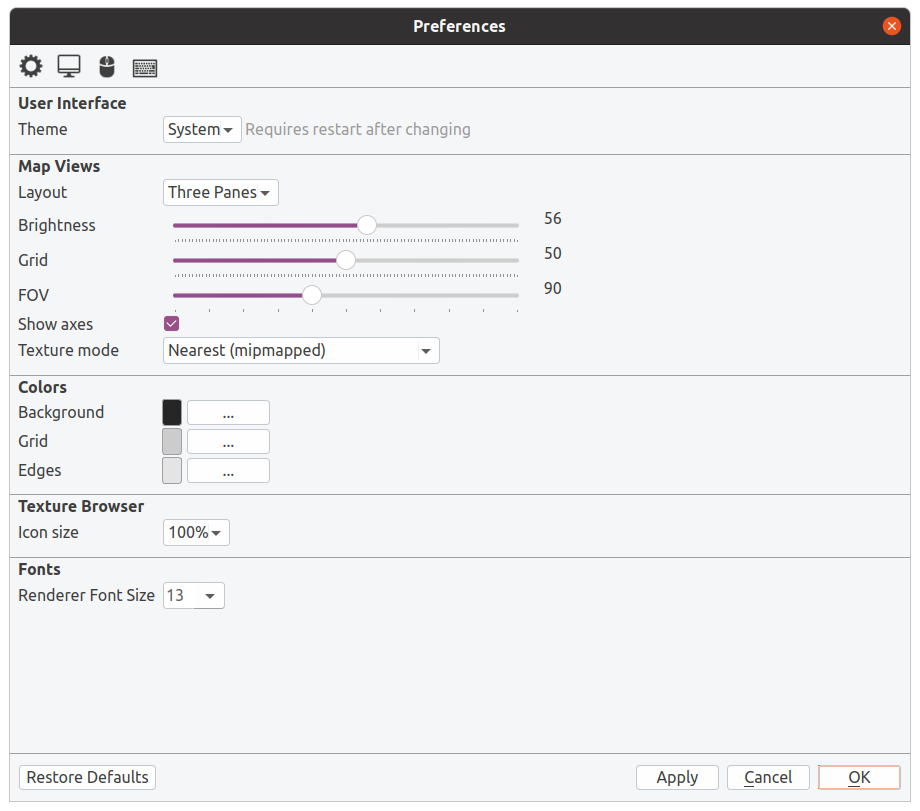 Preferences
User Interface
Theme System Requires restart after changing
Map Views
Layout Three Panes
Brightness 56
Grid 50
FOV 90
Show axes
Texture mode Nearest (mipmapped)
Colors
Background ...
Grid ...
Edges ...
Texture Browser
Icon size 100%
Fonts
Renderer Font Size 13
Restore Defaults Apply Cancel OK